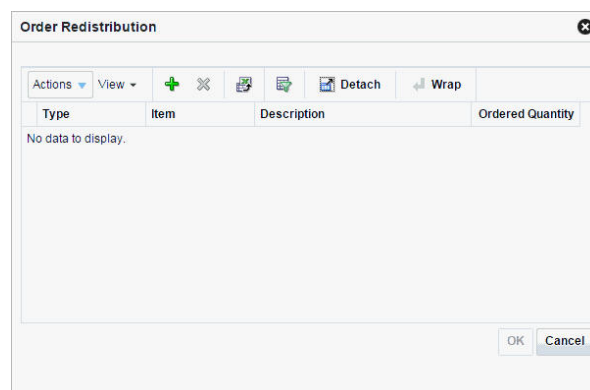 Order Redistribution
Actions View Detach Wrap
Type Item Description Ordered Quantity
No data to display.
OK Cancel